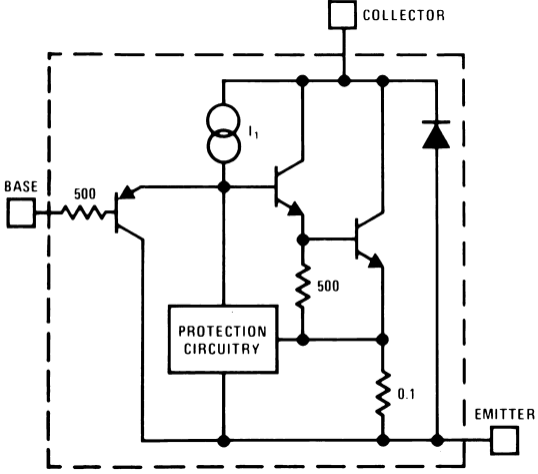 COLLECTOR
I₁
BASE
500
500
PROTECTION
CIRCUITRY
0.1
EMITTER